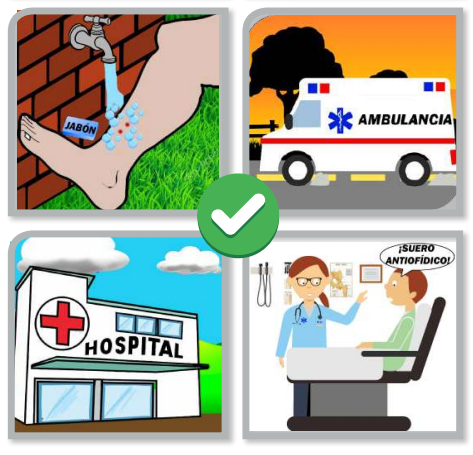 JABÓN
AMBULANCIA
HOSPITAL
¡SUERO
ANTIOFÍDICO!